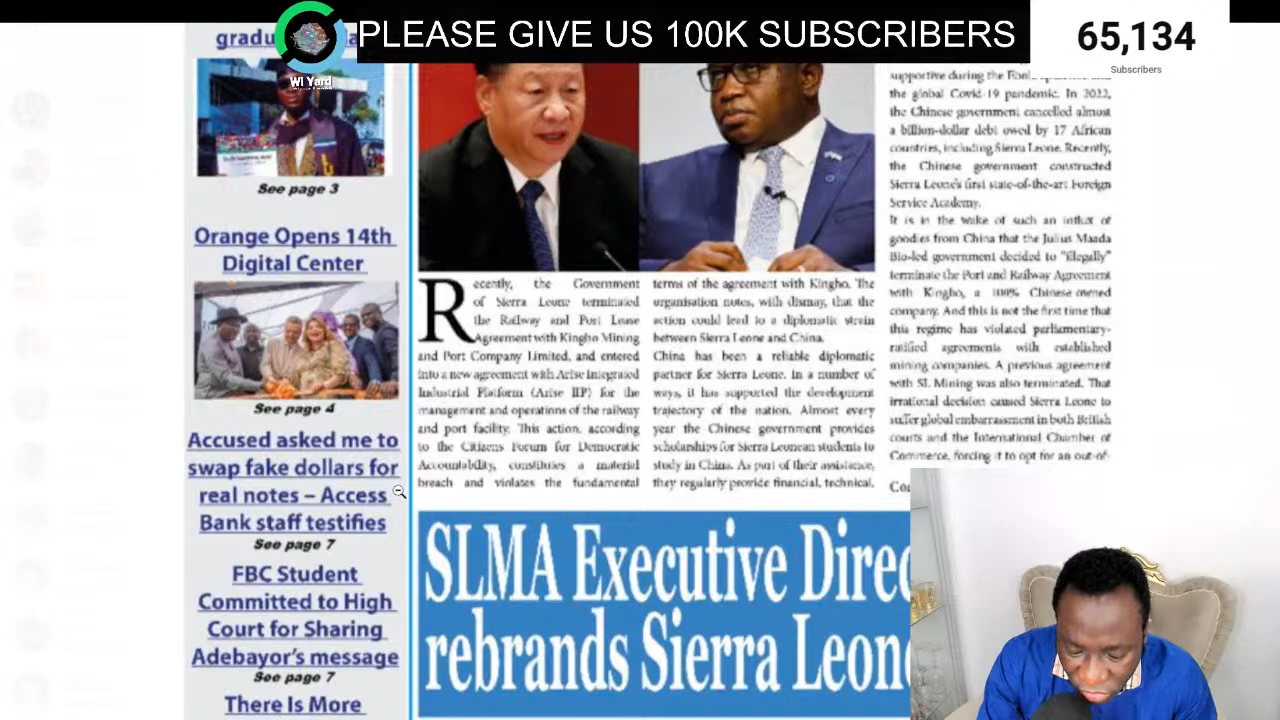 PLEASE GIVE US 100K SUBSCRIBERS
65,134
Subscribers
WI Yard
See page 3
Orange Opens 14th
Digital Center
See page 4
Accused asked me to
swap fake dollars for
real notes – Access
Bank staff testifies
See page 7
FBC Student
Committed to High
Court for Sharing
Adebayor's message
See page 7
There Is More
Recently, the Government
of Sierra Leone terminated
the Railway and Port Lease
Agreement with Kingho Mining
and Port Company Limited, and entered
into a new agreement with Arise Integrated
Industrial Platform (Arise IIP) for the
management and operations of the railway
and port facility. This action, according
to the Citizens Forum for Democratic
Accountability, constitutes a material
breach and violates the fundamental
terms of the agreement with Kingho. The
organisation notes, with dismay, that the
action could lead to a diplomatic strain
between Sierra Leone and China.
China has been a reliable diplomatic
partner for Sierra Leone. In a number of
ways, it has supported the development
trajectory of the nation. Almost every
year the Chinese government provides
scholarships for Sierra Leonean students to
study in China. As part of their assistance,
they regularly provide financial, technical,
supportive during the
the global Covid-19 pandemic. In 2022,
the Chinese government cancelled almost
a billion-dollar debt owed by 17 African
countries, including Sierra Leone. Recently,
the Chinese government constructed
Sierra Leone's first state-of-the-art Foreign
Service Academy.
It is in the wake of such an influx of
goodies from China that the Julius Maada
Bio-led government decided to "illegally"
terminate the Port and Railway Agreement
with Kingho, a 100% Chinese-owned
company. And this is not the first time that
this regime has violated parliamentary-
ratified agreements with established
mining companies. A previous agreement
with SL Mining was also terminated. That
irrational decision caused Sierra Leone to
suffer global embarrassment in both British
courts and the International Chamber of
Commerce, forcing it to opt for an out-of-
SLMA Executive Direc
rebrands Sierra Leon